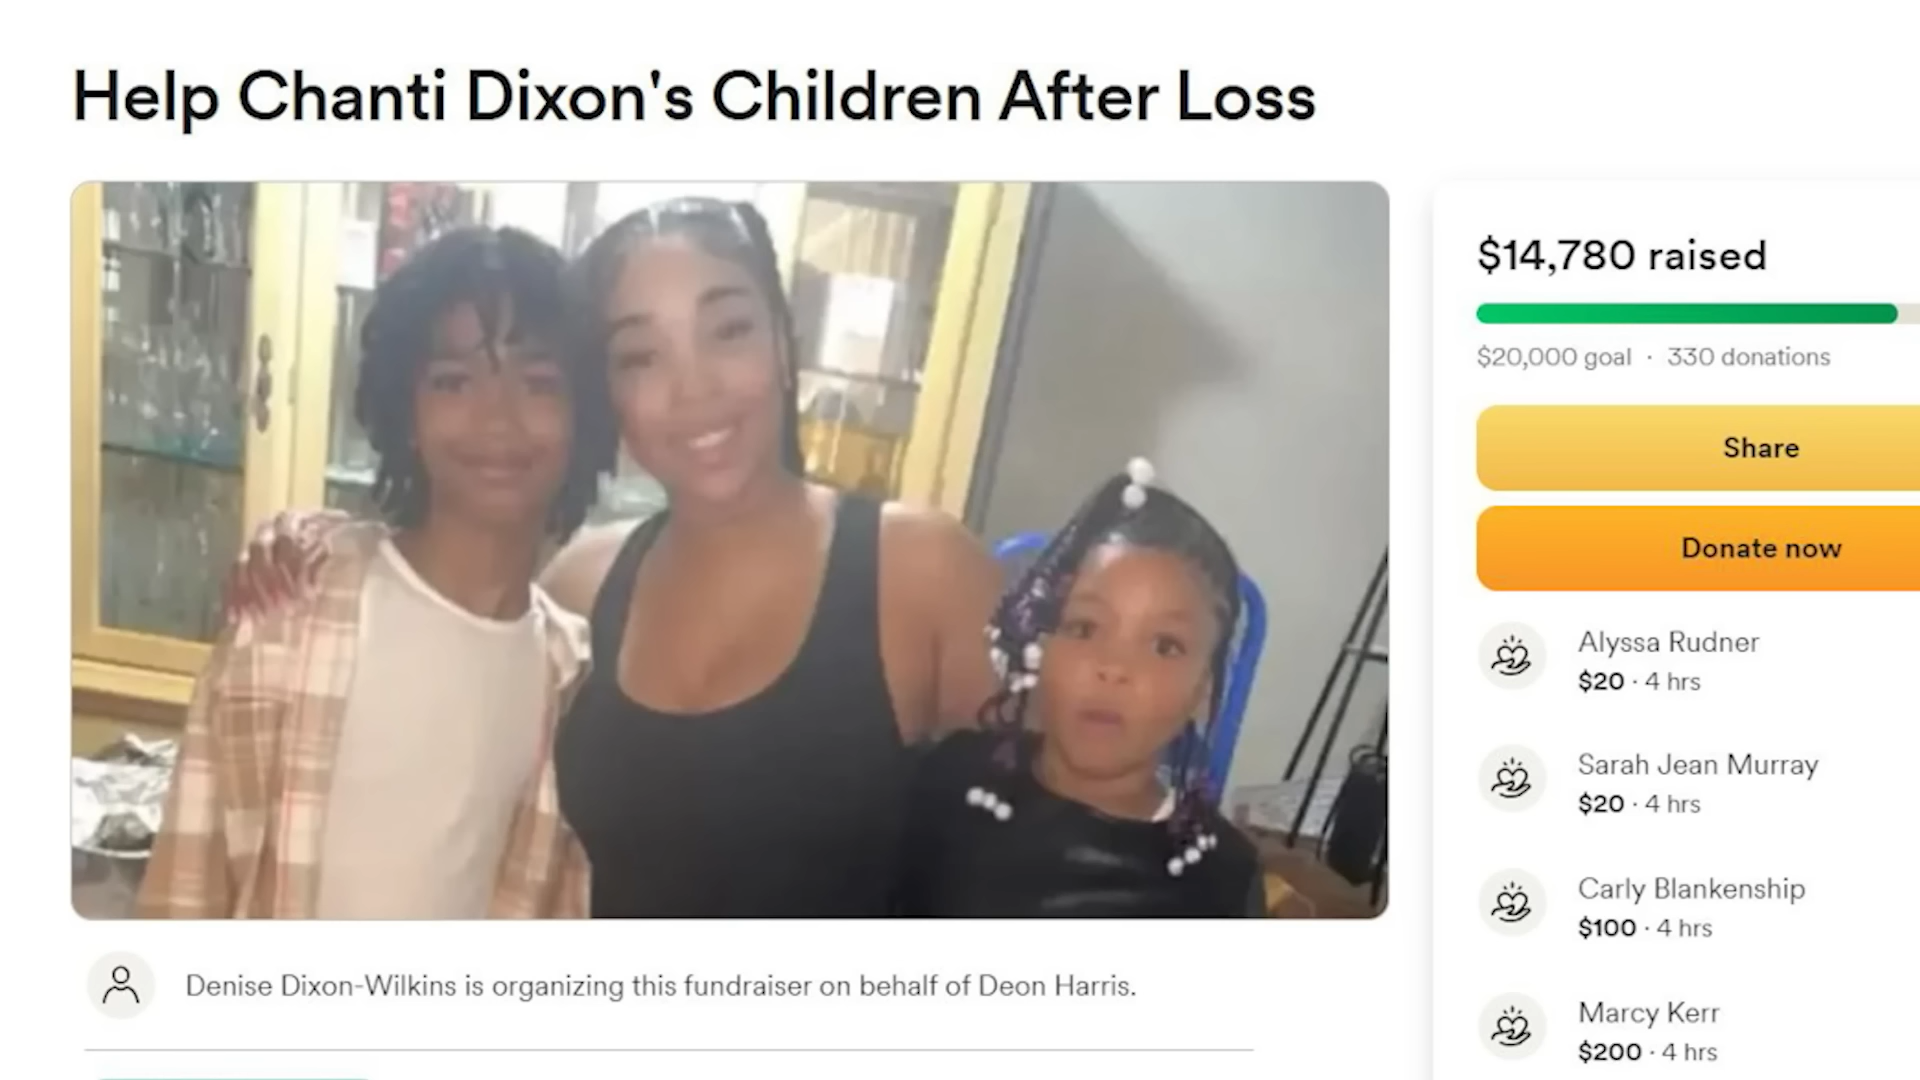 Help Chanti Dixon's Children After Loss
$14,780 raised
$20,000 goal · 330 donations
Share
Donate now
Alyssa Rudner
$20 · 4 hrs
Sarah Jean Murray
$20 · 4 hrs
Carly Blankenship
$100 · 4 hrs
Marcy Kerr
$200 · 4 hrs
Denise Dixon-Wilkins is organizing this fundraiser on behalf of Deon Harris.